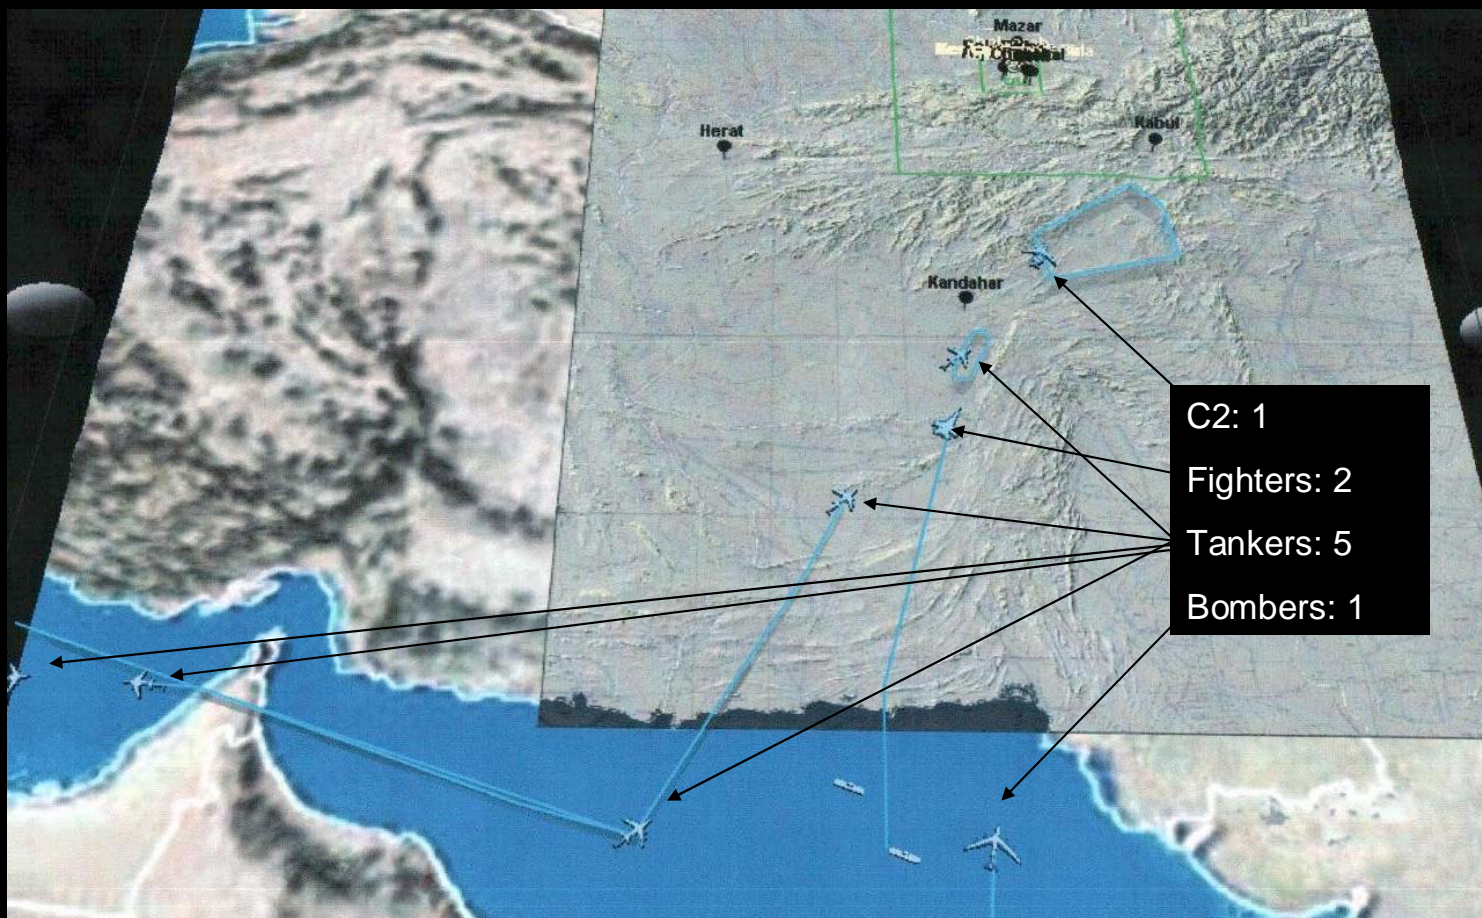 Mazar
Herat
Kabul
Kandahar
C2: 1
Fighters: 2
Tankers: 5
Bombers: 1